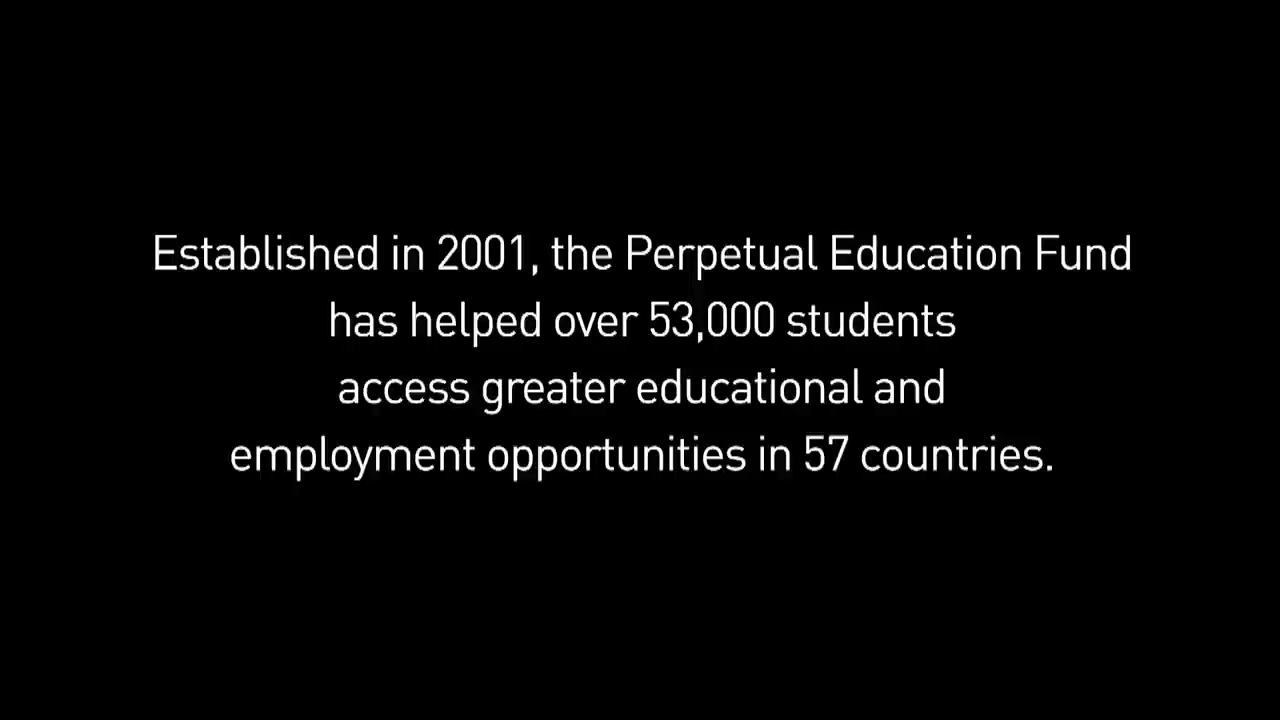 Established in 2001, the Perpetual Education Fund
has helped over 53,000 students
access greater educational and
employment opportunities in 57 countries.